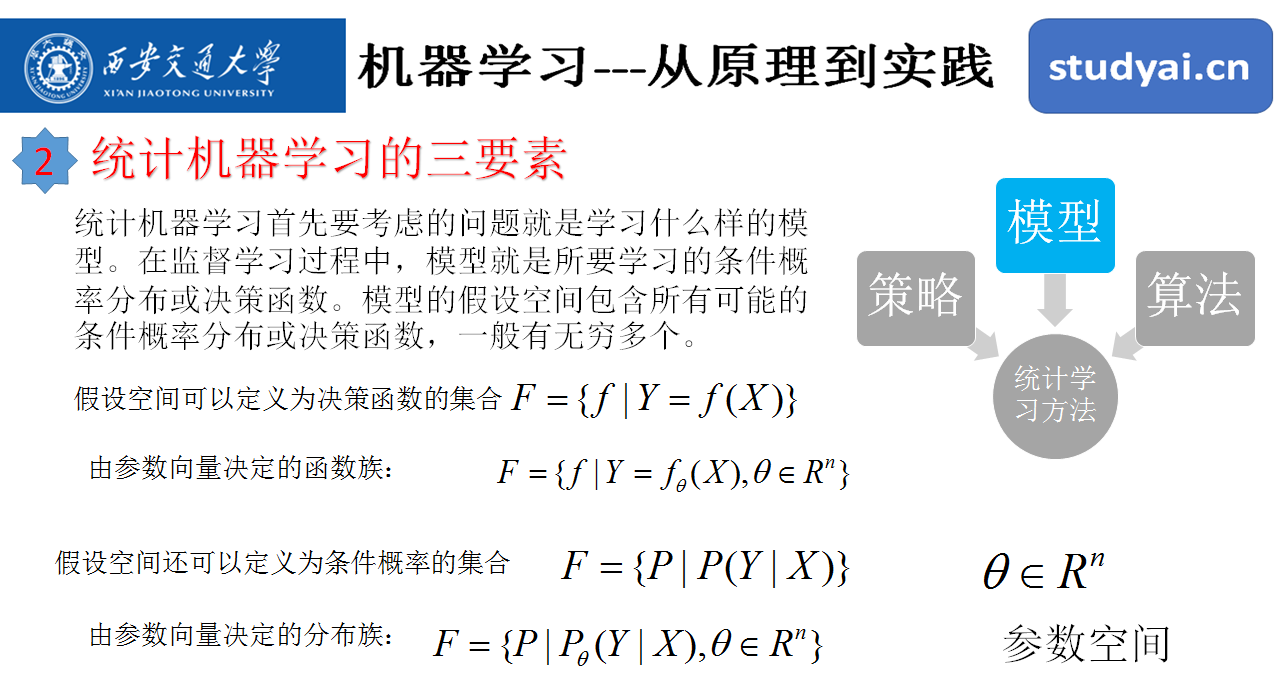 西安交通大学
XI'AN JIAOTONG UNIVERSITY
机器学习---从原理到实践
studyai.cn
2
统计机器学习的三要素
统计机器学习首先要考虑的问题就是学习什么样的模
型。在监督学习过程中，模型就是所要学习的条件概
率分布或决策函数。模型的假设空间包含所有可能的
条件概率分布或决策函数，一般有无穷多个。
模型
策略
算法
统计学
习方法
假设空间可以定义为决策函数的集合 F = {f | Y = f(X)}
由参数向量决定的函数族： F = {f | Y = f_θ(X), θ ∈ R^n}
假设空间还可以定义为条件概率的集合 F = {P | P(Y | X)}
θ ∈ R^n
由参数向量决定的分布族： F = {P | P_θ(Y | X), θ ∈ R^n}
参数空间